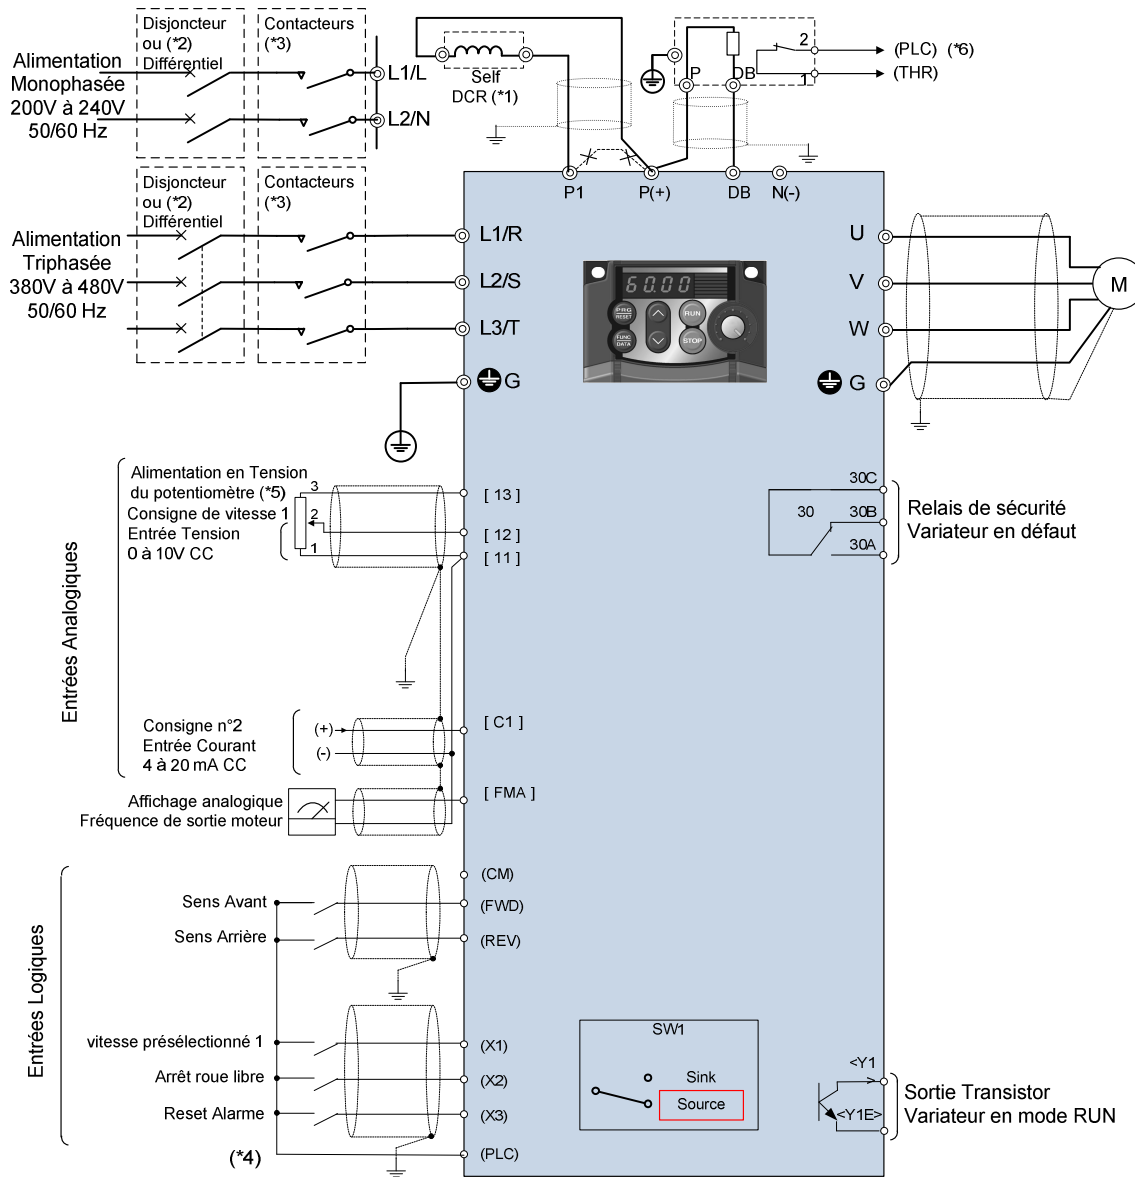 Disjoncteur
ou (*2)
Différentiel
Contacteurs
(*3)
Alimentation
Monophasée
200V à 240V
50/60 Hz
L1/L
L2/N
Self
DCR (*1)
P
DB
2
1
(PLC) (*6)
(THR)
P1
P(+)
DB
N(-)
Disjoncteur
ou (*2)
Différentiel
Contacteurs
(*3)
Alimentation
Triphasée
380V à 480V
50/60 Hz
L1/R
L2/S
L3/T
G
60.00
PRG
RESET
RUN
FUNC
DATA
STOP
U
V
W
G
M
Entrées Analogiques
Alimentation en Tension
du potentiomètre (*5)
Consigne de vitesse 1
Entrée Tension
0 à 10V CC
3
2
1
[ 13 ]
[ 12 ]
[ 11 ]
30C
30
30B
30A
Relais de sécurité
Variateur en défaut
Consigne n°2
Entrée Courant
4 à 20 mA CC
(+)
(-)
[ C1 ]
Affichage analogique
Fréquence de sortie moteur
[ FMA ]
Entrées Logiques
(CM)
Sens Avant
(FWD)
Sens Arrière
(REV)
vitesse présélectionné 1
(X1)
Arrêt roue libre
(X2)
Reset Alarme
(X3)
(*4)
(PLC)
SW1
Sink
Source
<Y1
<Y1E>
Sortie Transistor
Variateur en mode RUN